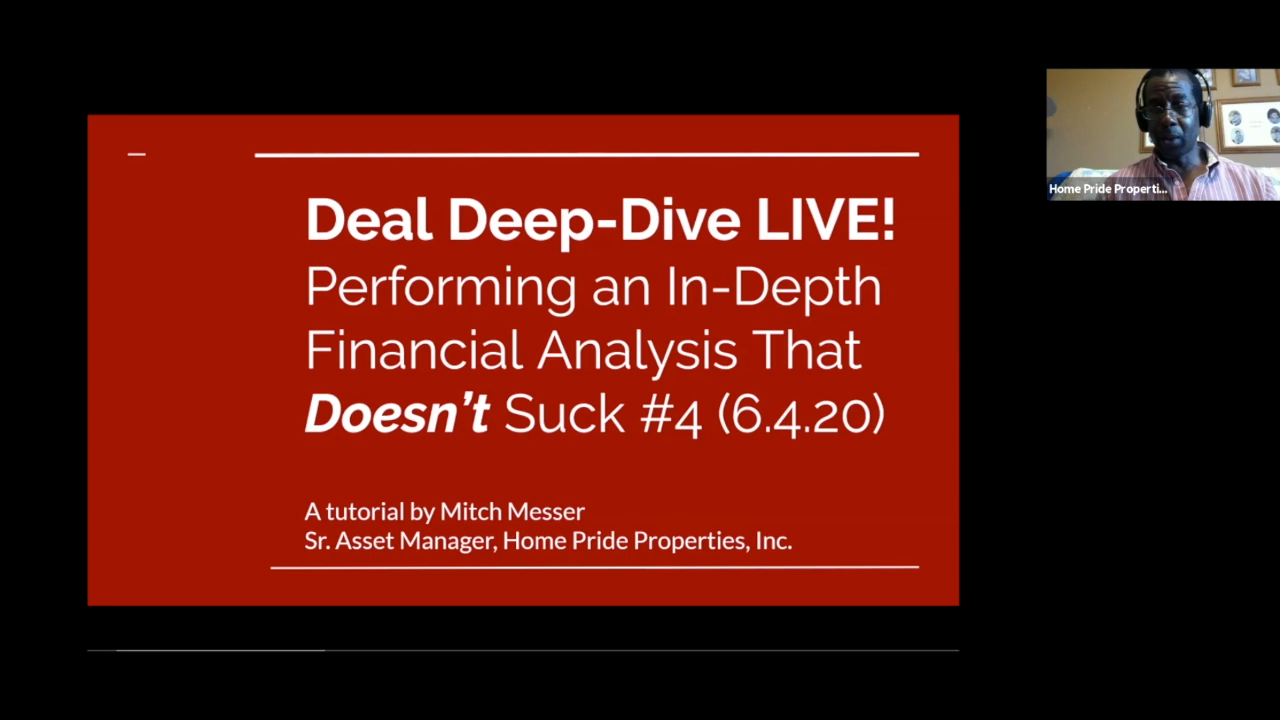 Deal Deep-Dive LIVE!
Performing an In-Depth
Financial Analysis That
Doesn't Suck #4 (6.4.20)
A tutorial by Mitch Messer
Sr. Asset Manager, Home Pride Properties, Inc.
Home Pride Properti...